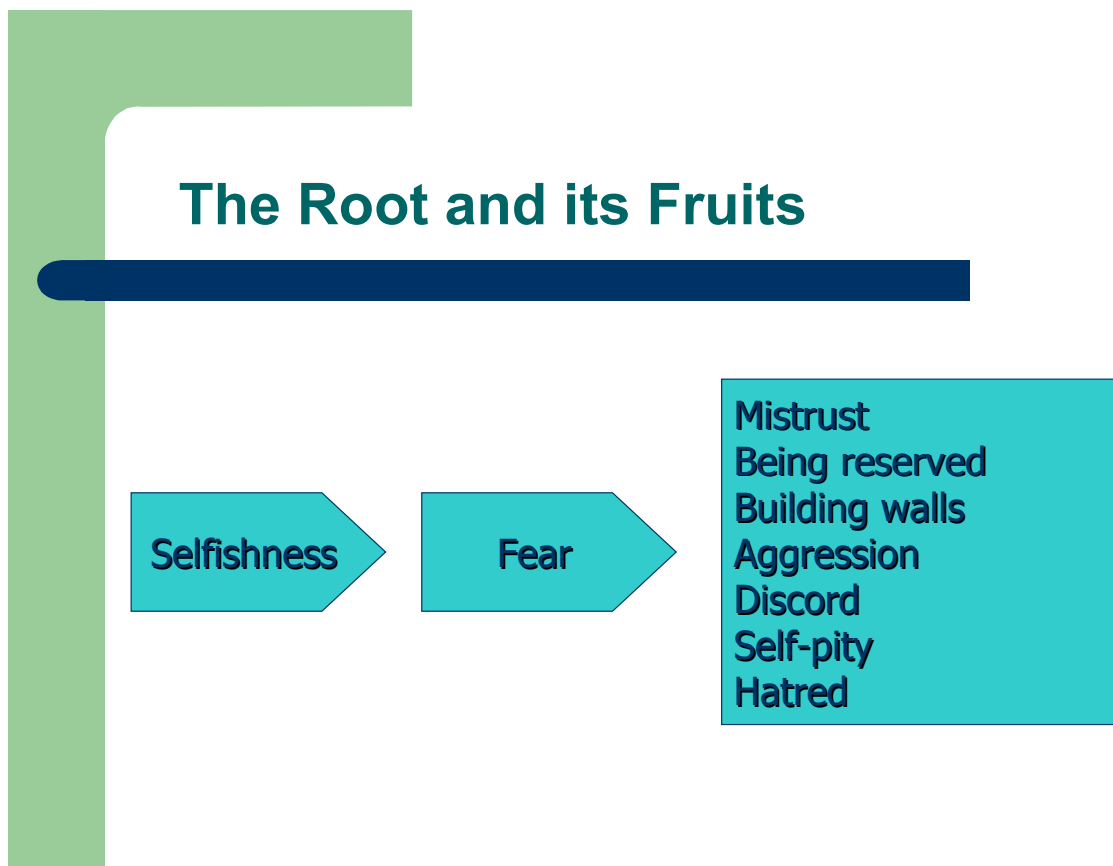 The Root and its Fruits
Selfishness
Fear
Mistrust
Being reserved
Building walls
Aggression
Discord
Self-pity
Hatred